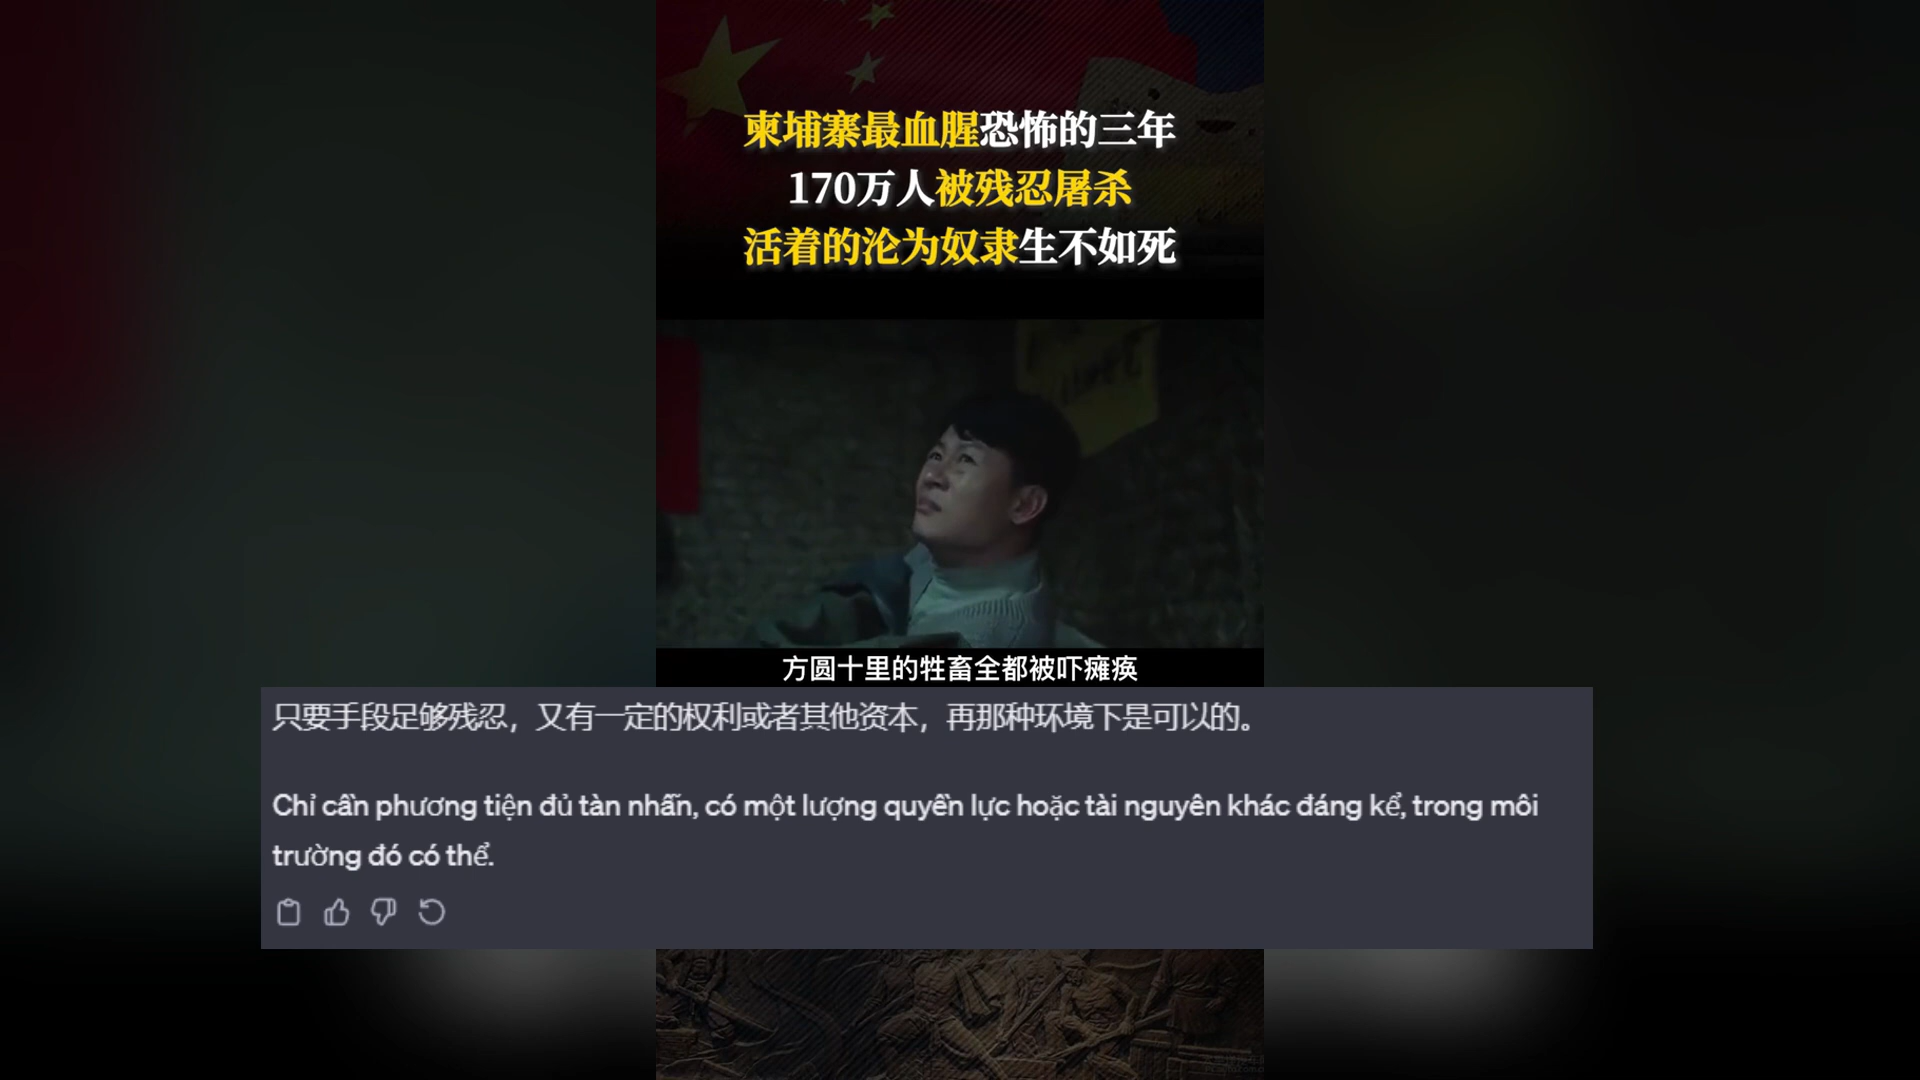 柬埔寨最血腥恐怖的三年
170万人被残忍屠杀
活着的沦为奴隶生不如死
方圆十里的牲畜全都被吓瘫痪
只要手段足够残忍，又有一定的权利或者其他资本，再那种环境下是可以的。
Chỉ cần phương tiện đủ tàn nhẫn, có một lượng quyền lực hoặc tài nguyên khác đáng kể, trong môi
trường đó có thể.